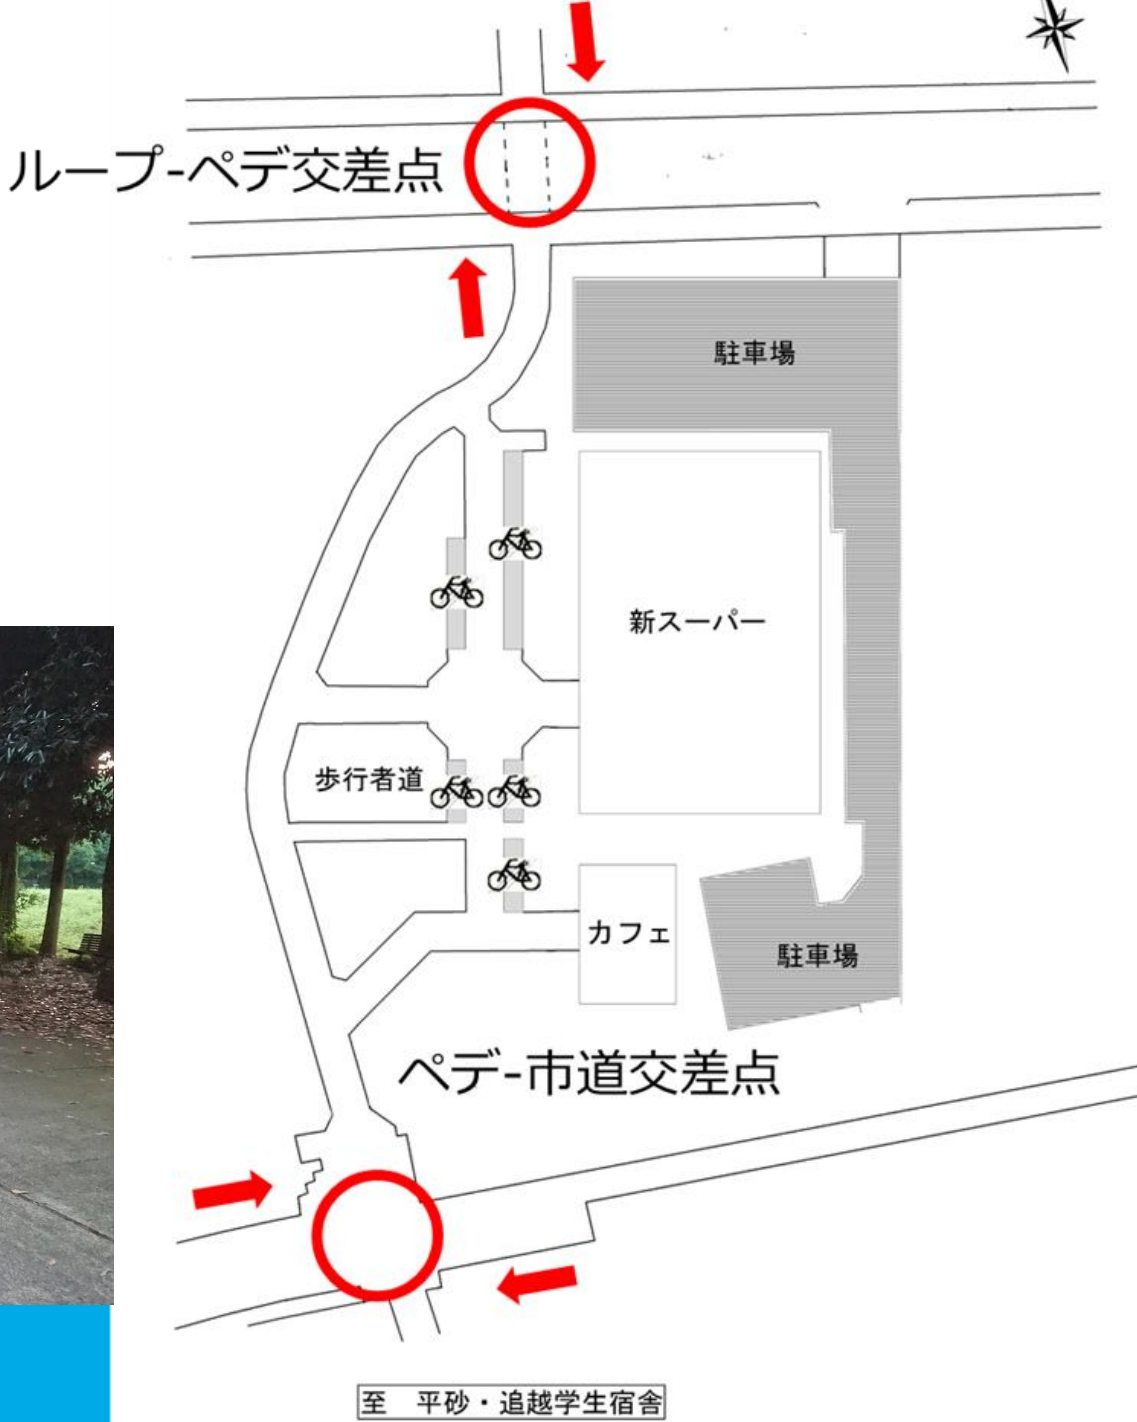 ループ-ペデ交差点
駐車場
新スーパー
歩行者道
カフェ
駐車場
ペデ-市道交差点
至　平砂・追越学生宿舎